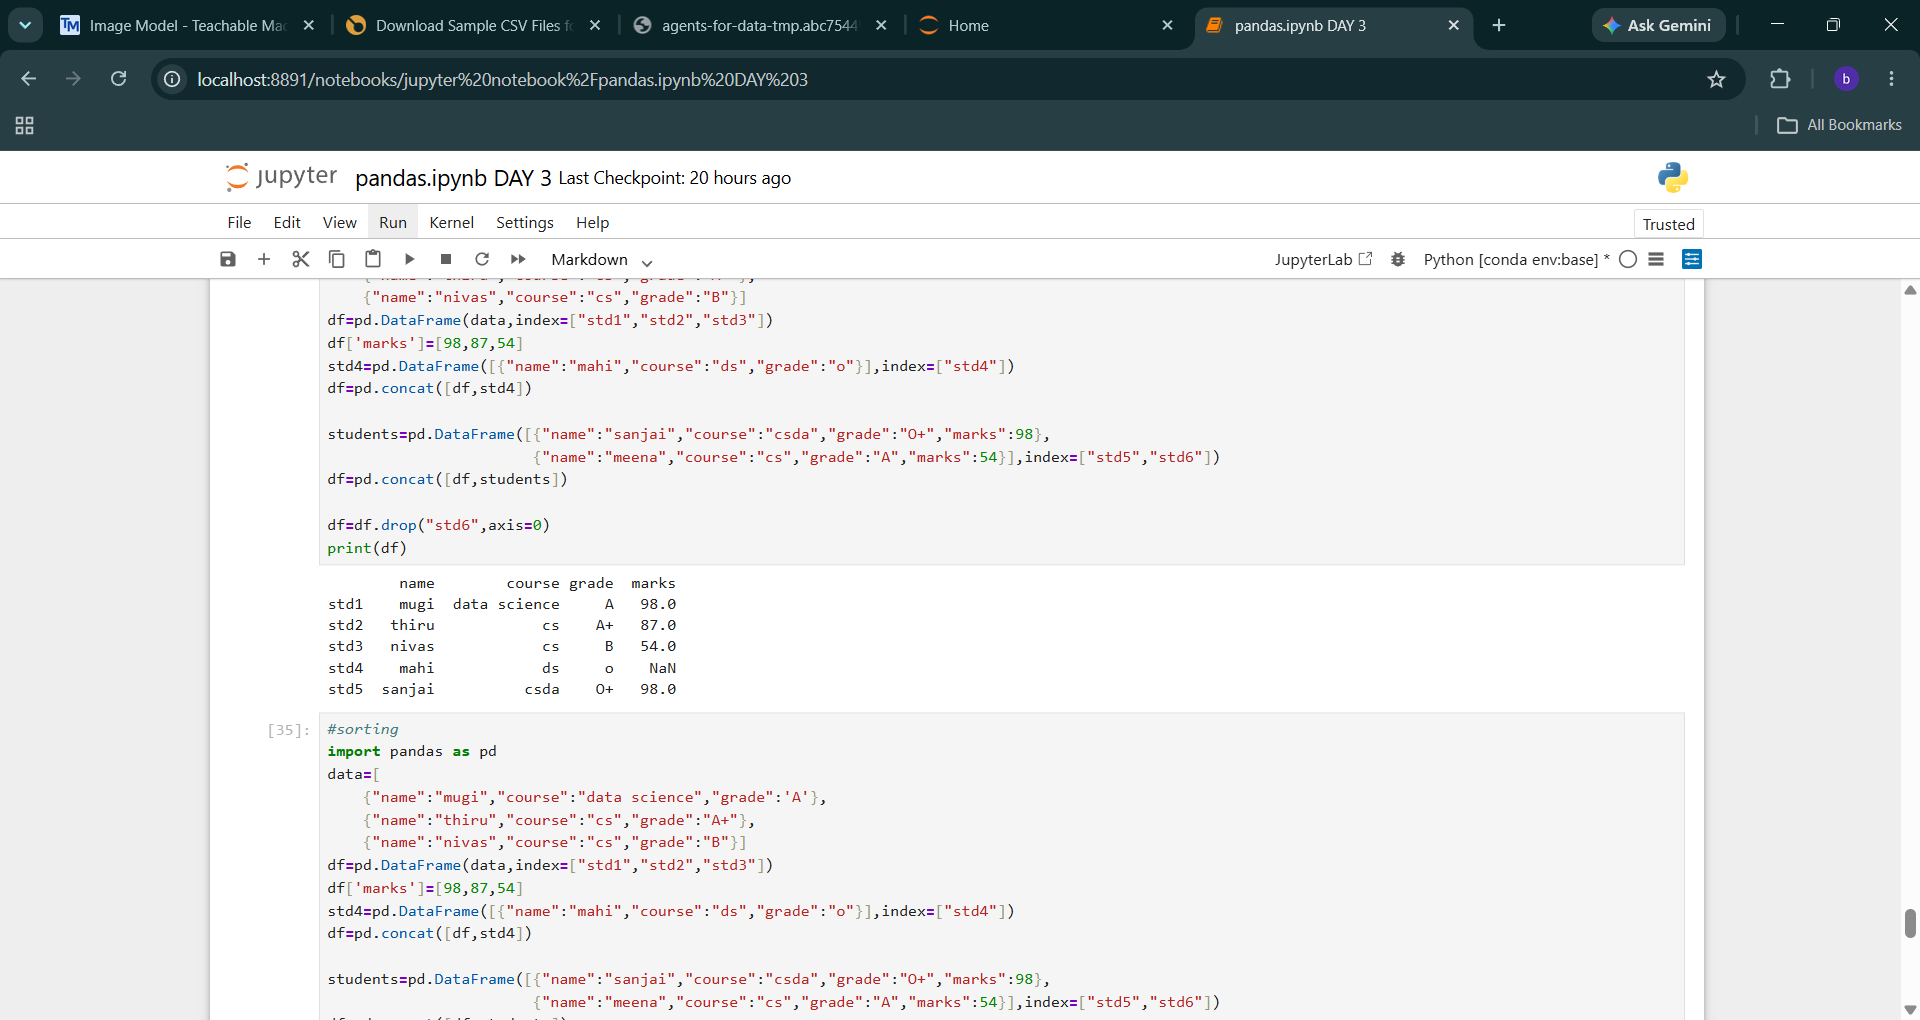 Image Model - Teachable Ma
Download Sample CSV Files f
agents-for-data-tmp.abc7544
Home
pandas.ipynb DAY 3
Ask Gemini
localhost:8891/notebooks/jupyter%20notebook%2Fpandas.ipynb%20DAY%203
b
All Bookmarks
jupyter pandas.ipynb DAY 3 Last Checkpoint: 20 hours ago
File Edit View Run Kernel Settings Help
Trusted
Markdown
JupyterLab
Python [conda env:base] *
{"name":"nivas","course":"cs","grade":"B"}]
df=pd.DataFrame(data,index=["std1","std2","std3"])
df['marks']=[98,87,54]
std4=pd.DataFrame([{"name":"mahi","course":"ds","grade":"o"}],index=["std4"])
df=pd.concat([df,std4])
students=pd.DataFrame([{"name":"sanjai","course":"csda","grade":"O+","marks":98},
{"name":"meena","course":"cs","grade":"A","marks":54}],index=["std5","std6"])
df=pd.concat([df,students])
df=df.drop("std6",axis=0)
print(df)
name course grade marks
std1 mugi data science A 98.0
std2 thiru cs A+ 87.0
std3 nivas cs B 54.0
std4 mahi ds o NaN
std5 sanjai csda O+ 98.0
[35]: #sorting
import pandas as pd
data=[
{"name":"mugi","course":"data science","grade":'A'},
{"name":"thiru","course":"cs","grade":"A+"},
{"name":"nivas","course":"cs","grade":"B"}]
df=pd.DataFrame(data,index=["std1","std2","std3"])
df['marks']=[98,87,54]
std4=pd.DataFrame([{"name":"mahi","course":"ds","grade":"o"}],index=["std4"])
df=pd.concat([df,std4])
students=pd.DataFrame([{"name":"sanjai","course":"csda","grade":"O+","marks":98},
{"name":"meena","course":"cs","grade":"A","marks":54}],index=["std5","std6"])